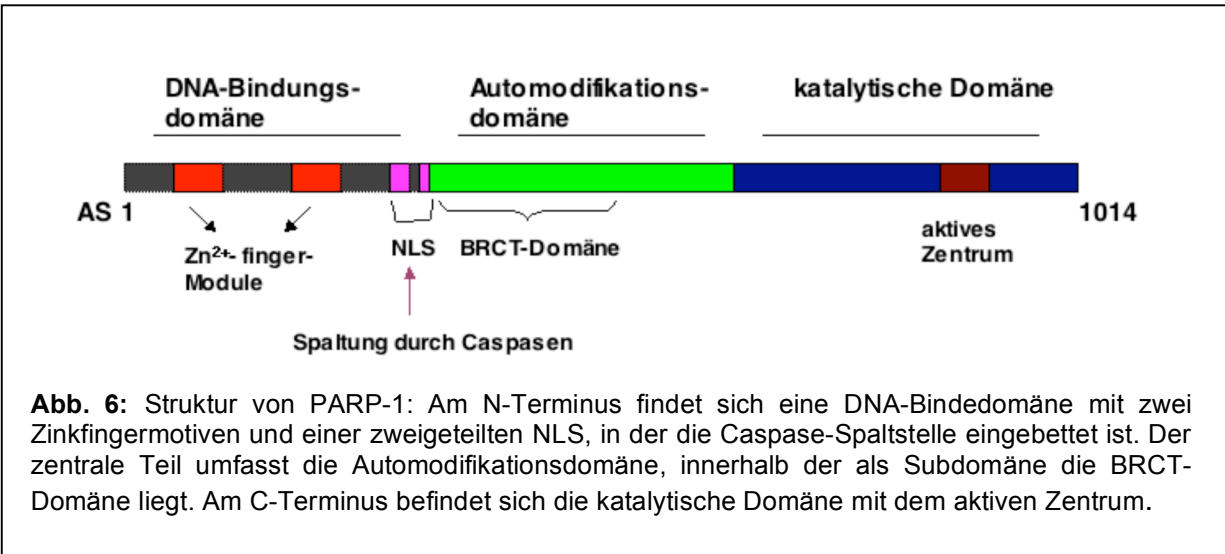 DNA-Bindungs-
domäne
Automodifikations-
domäne
katalytische Domäne
AS 1
1014
Zn2+- finger-
Module
NLS
BRCT-Domäne
aktives
Zentrum
Spaltung durch Caspasen
Abb. 6: Struktur von PARP-1: Am N-Terminus findet sich eine DNA-Bindedomäne mit zwei
Zinkfingermotiven und einer zweigeteilten NLS, in der die Caspase-Spaltstelle eingebettet ist. Der
zentrale Teil umfasst die Automodifikationsdomäne, innerhalb der als Subdomäne die BRCT-
Domäne liegt. Am C-Terminus befindet sich die katalytische Domäne mit dem aktiven Zentrum.